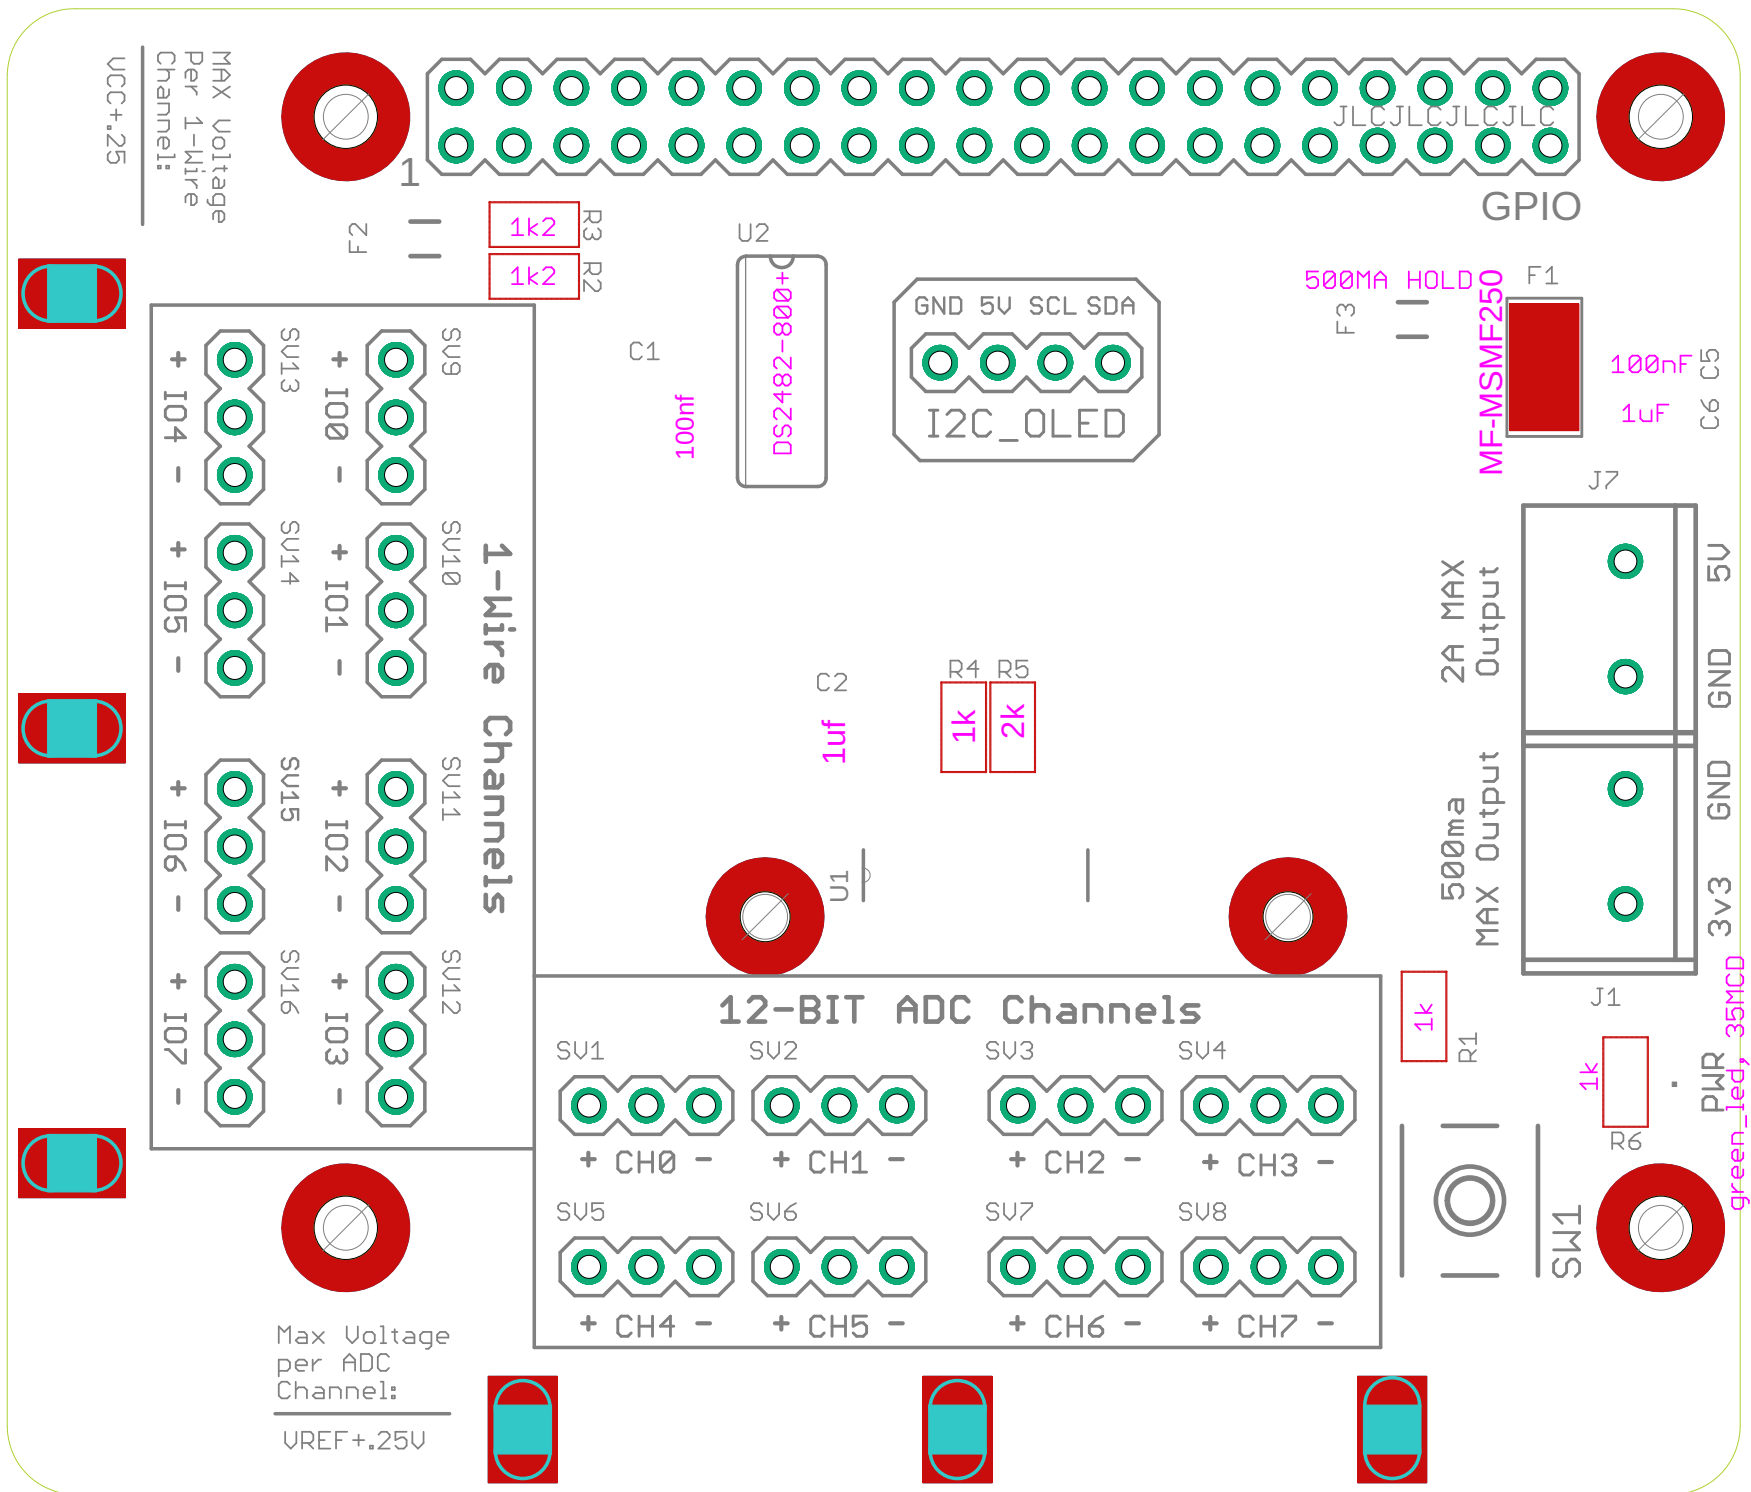 MAX Voltage
Per 1-Wire
Channel:
VCC+.25
1
JLCJLCJLCJLC
GPIO
F2
1k2
R3
1k2
R2
U2
DS2482-800+
C1
100nf
GND 5V SCL SDA
I2C_OLED
500MA HOLD
F3
F1
MF-MSMF250
100nF
C5
1uF
C6
SV13
+ IO4 -
SV9
+ IO0 -
SV14
+ IO5 -
SV10
+ IO1 -
SV15
+ IO6 -
SV11
+ IO2 -
SV16
+ IO7 -
SV12
+ IO3 -
1-Wire Channels
C2
1uf
R4
1k
R5
2k
U1
J7
2A MAX
Output
5V
GND
500ma
MAX Output
GND
3v3
J1
12-BIT ADC Channels
SV1 SV2 SV3 SV4
+ CH0 - + CH1 - + CH2 - + CH3 -
SV5 SV6 SV7 SV8
+ CH4 - + CH5 - + CH6 - + CH7 -
1k
R1
1k
R6
PWR
green_led, 35MCD
SW1
Max Voltage
per ADC
Channel:
VREF+.25V